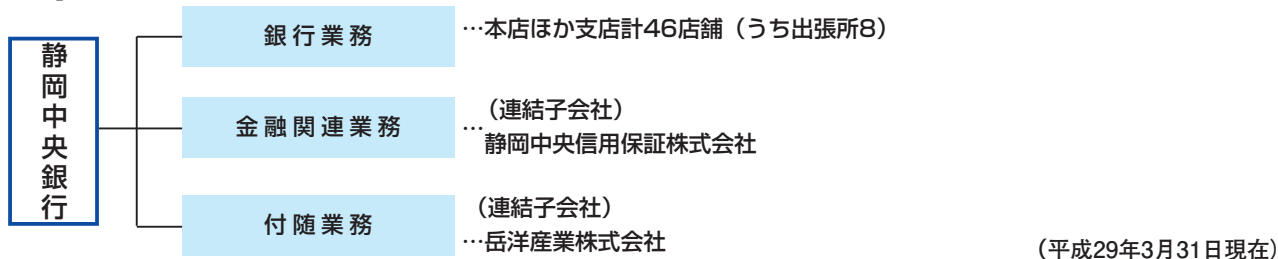 静岡中央銀行
銀行業務
…本店ほか支店計46店舗（うち出張所8）
金融関連業務
（連結子会社）
…静岡中央信用保証株式会社
付随業務
（連結子会社）
…岳洋産業株式会社
（平成29年3月31日現在）